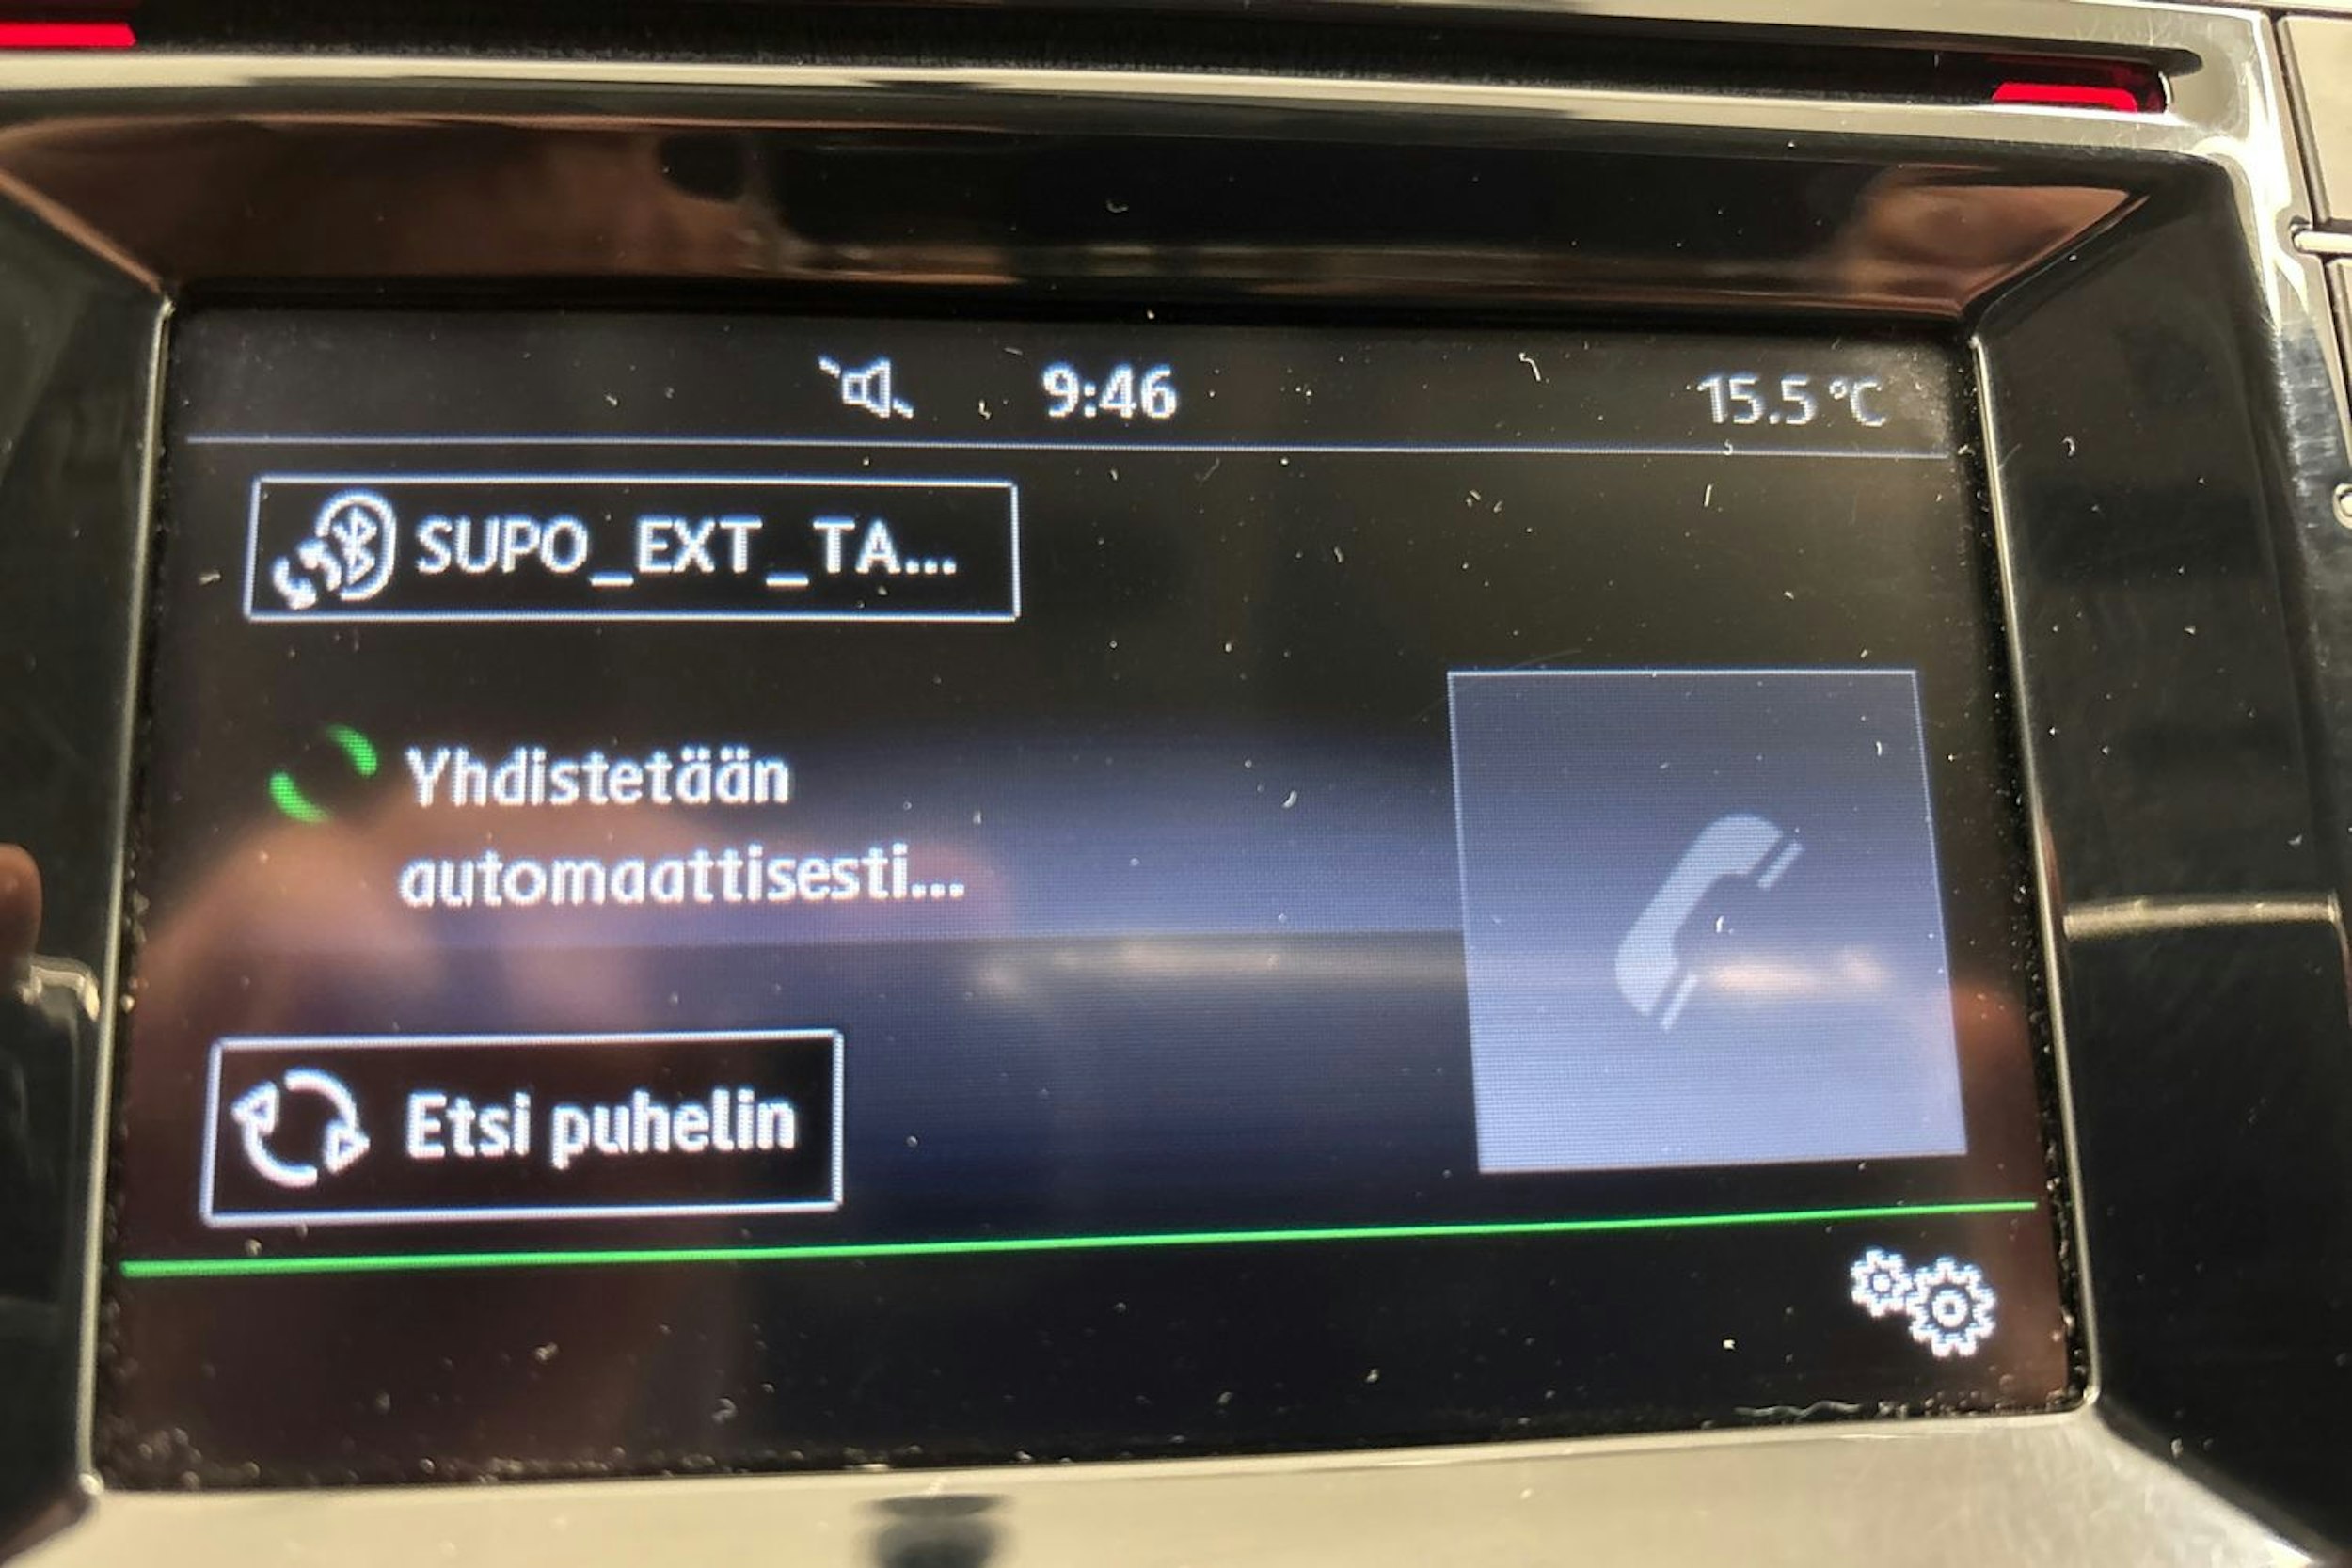 9:46
15.5 °C
SUPO_EXT_TA...
Yhdistetään
automaattisesti...
Etsi puhelin